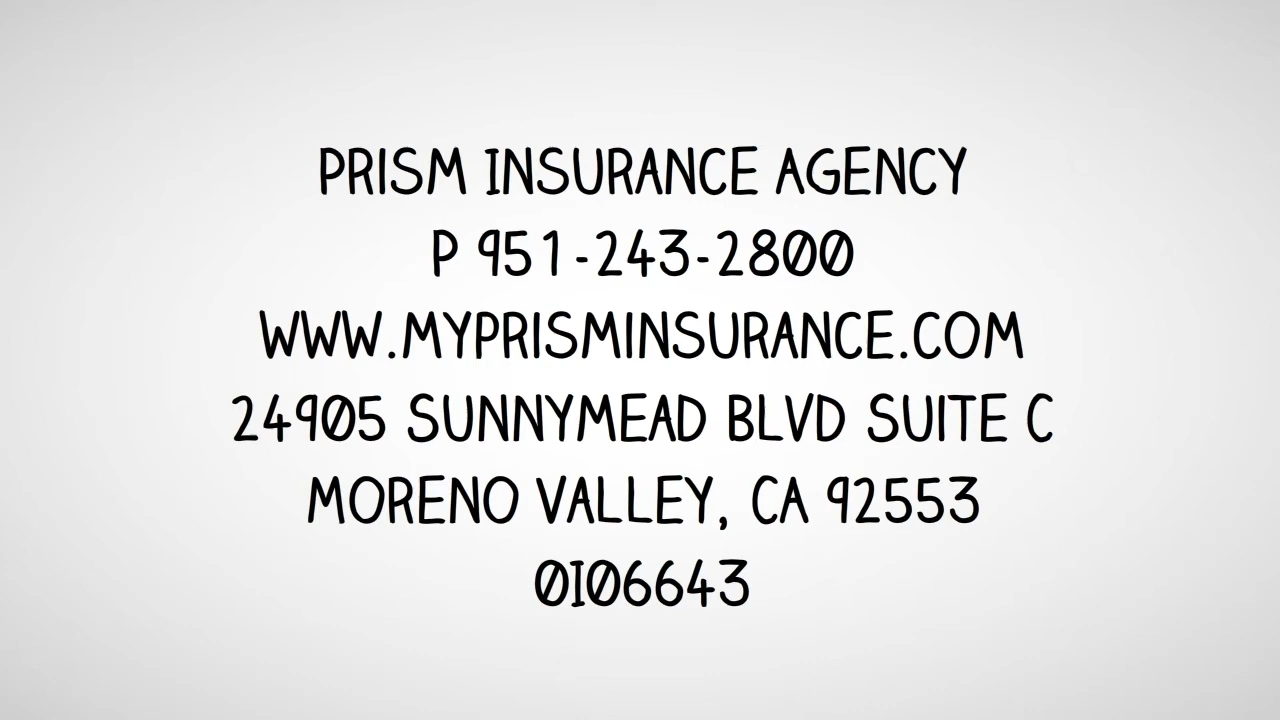 PRISM INSURANCE AGENCY
P 951-243-2800
WWW.MYPRISMINSURANCE.COM
24905 SUNNYMEAD BLVD SUITE C
MORENO VALLEY, CA 92553
0I06643